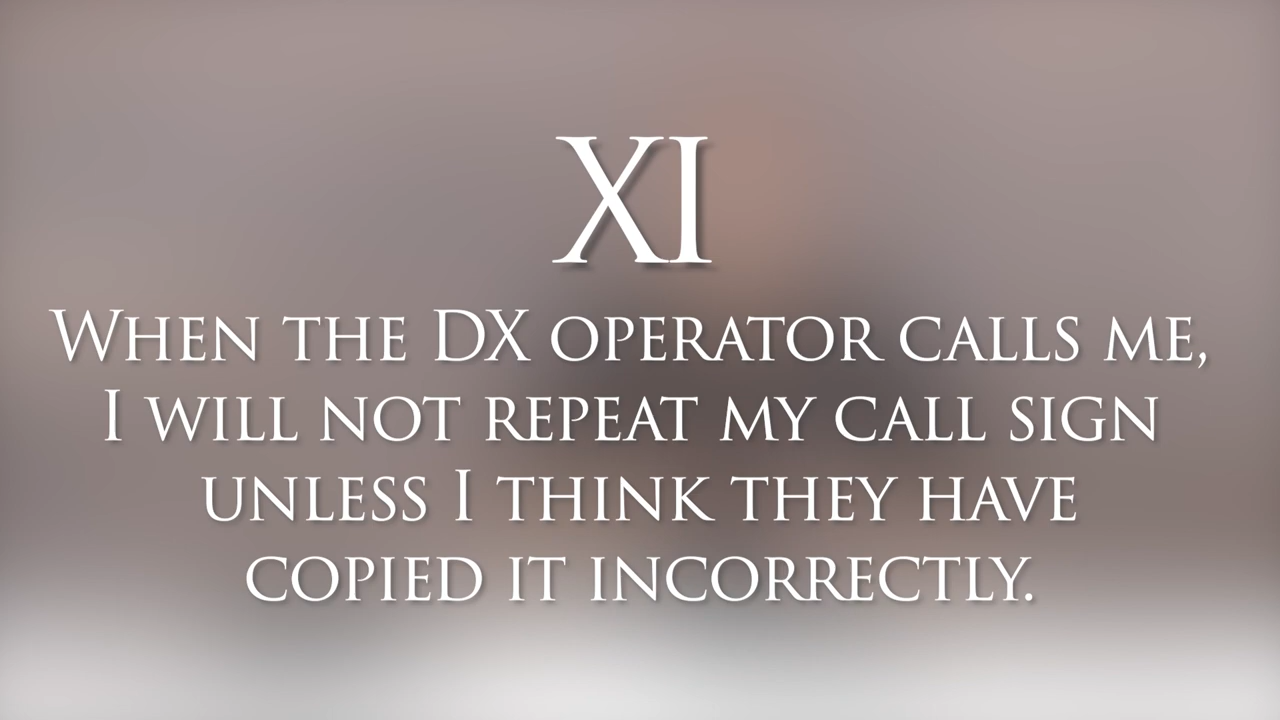 XI
When the DX operator calls me,
I will not repeat my call sign
unless I think they have
copied it incorrectly.